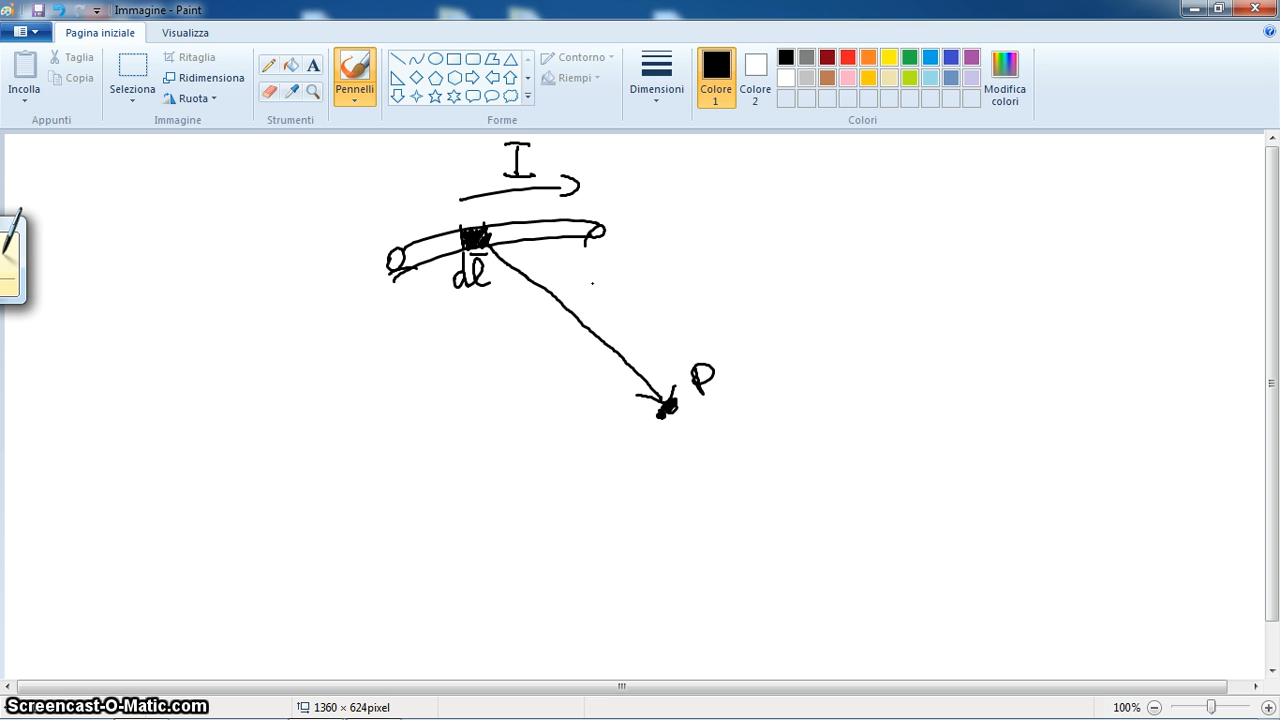 Immagine - Paint
Pagina iniziale
Visualizza
Incolla
Taglia
Copia
Appunti
Seleziona
Ritaglia
Ridimensiona
Ruota
Immagine
A
Strumenti
Pennelli
Contorno
Riempi
Forme
Dimensioni
Colore 1
Colore 2
Modifica colori
Colori
I
dl
P
Screencast-O-Matic.com
1360 × 624pixel
100%